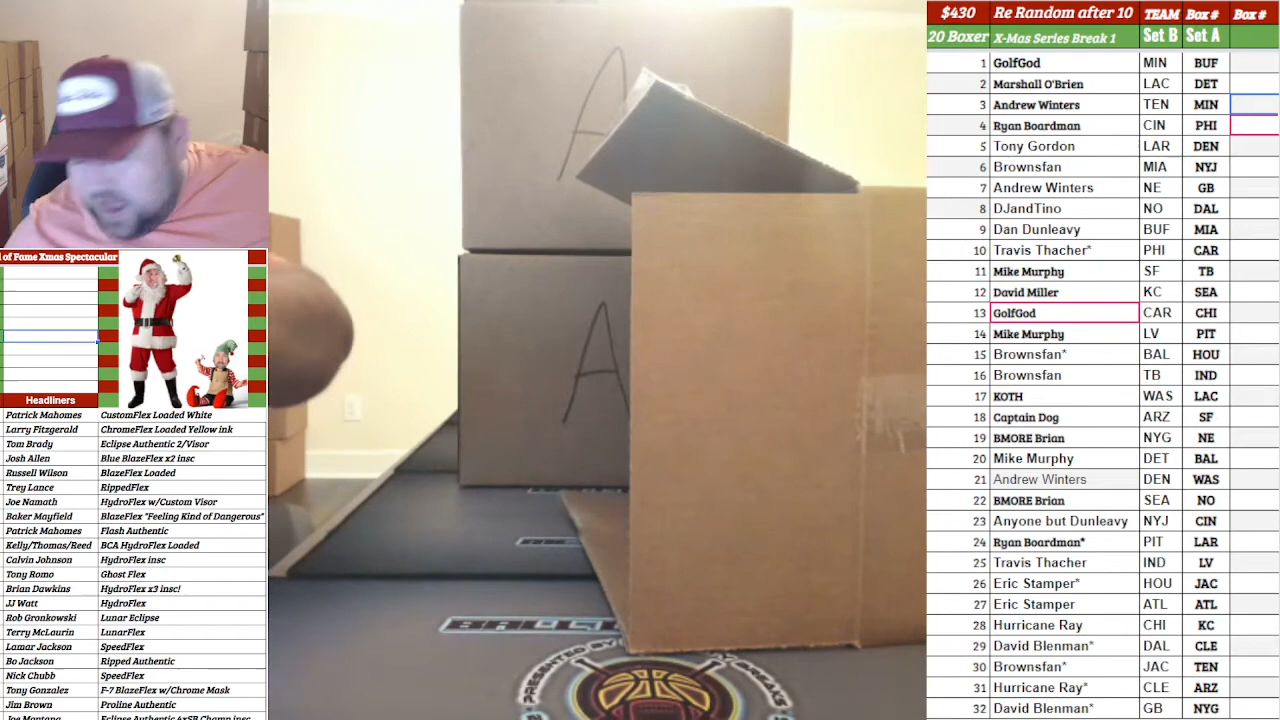 $430 Re Random after 10 TEAM Box # Box #
20 Boxer X-Mas Series Break 1 Set B Set A
1 GolfGod MIN BUF
2 Marshall O'Brien LAC DET
3 Andrew Winters TEN MIN
4 Ryan Boardman CIN PHI
5 Tony Gordon LAR DEN
6 Brownsfan MIA NYJ
7 Andrew Winters NE GB
8 DJandTino NO DAL
9 Dan Dunleavy BUF MIA
10 Travis Thacher* PHI CAR
11 Mike Murphy SF TB
12 David Miller KC SEA
13 GolfGod CAR CHI
14 Mike Murphy LV PIT
15 Brownsfan* BAL HOU
16 Brownsfan TB IND
17 KOTH WAS LAC
18 Captain Dog ARZ SF
19 BMORE Brian NYG NE
20 Mike Murphy DET BAL
21 Andrew Winters DEN WAS
22 BMORE Brian SEA NO
23 Anyone but Dunleavy NYJ CIN
24 Ryan Boardman* PIT LAR
25 Travis Thacher IND LV
26 Eric Stamper* HOU JAC
27 Eric Stamper ATL ATL
28 Hurricane Ray CHI KC
29 David Blenman* DAL CLE
30 Brownsfan* JAC TEN
31 Hurricane Ray* CLE ARZ
32 David Blenman* GB NYG
of Fame Xmas Spectacular
Headliners
Patrick Mahomes CustomFlex Loaded White
Larry Fitzgerald ChromeFlex Loaded Yellow ink
Tom Brady Eclipse Authentic 2/Visor
Josh Allen Blue BlazeFlex x2 insc
Russell Wilson BlazeFlex Loaded
Trey Lance RippedFlex
Joe Namath HydroFlex w/Custom Visor
Baker Mayfield BlazeFlex "Feeling Kind of Dangerous"
Patrick Mahomes Flash Authentic
Kelly/Thomas/Reed BCA HydroFlex Loaded
Calvin Johnson HydroFlex insc
Tony Romo Ghost Flex
Brian Dawkins HydroFlex x3 insc!
JJ Watt HydroFlex
Rob Gronkowski Lunar Eclipse
Terry McLaurin LunarFlex
Lamar Jackson SpeedFlex
Bo Jackson Ripped Authentic
Nick Chubb SpeedFlex
Tony Gonzalez F-7 BlazeFlex w/Chrome Mask
Jim Brown Proline Authentic
Joe Montana Eclipse Authentic 4xSB Champ insc
A
A
PRESENTED BY
BREAKS